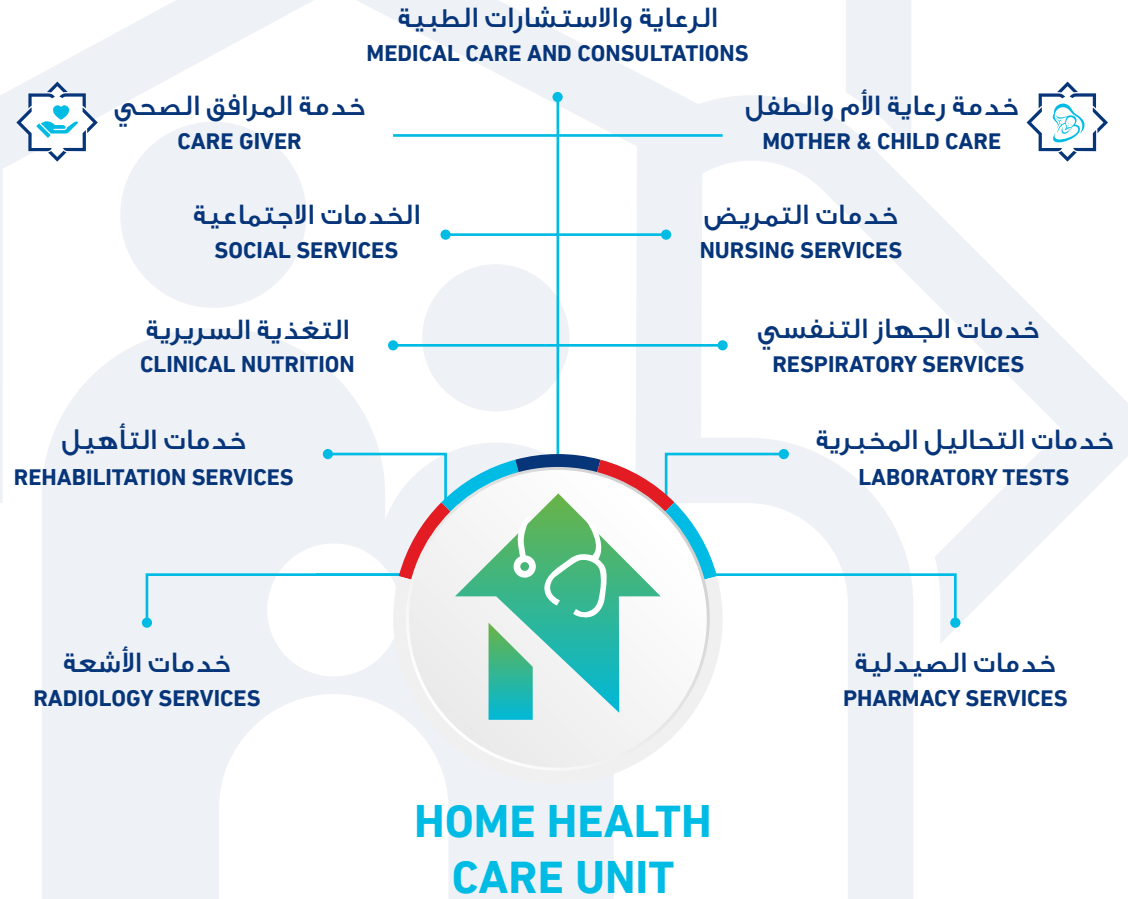 الرعاية والاستشارات الطبية
MEDICAL CARE AND CONSULTATIONS
خدمة المرافق الصحي
CARE GIVER
خدمة رعاية الأم والطفل
MOTHER & CHILD CARE
الخدمات الاجتماعية
SOCIAL SERVICES
خدمات التمريض
NURSING SERVICES
التغذية السريرية
CLINICAL NUTRITION
خدمات الجهاز التنفسي
RESPIRATORY SERVICES
خدمات التأهيل
REHABILITATION SERVICES
خدمات التحاليل المخبرية
LABORATORY TESTS
خدمات الأشعة
RADIOLOGY SERVICES
خدمات الصيدلية
PHARMACY SERVICES
HOME HEALTH
CARE UNIT